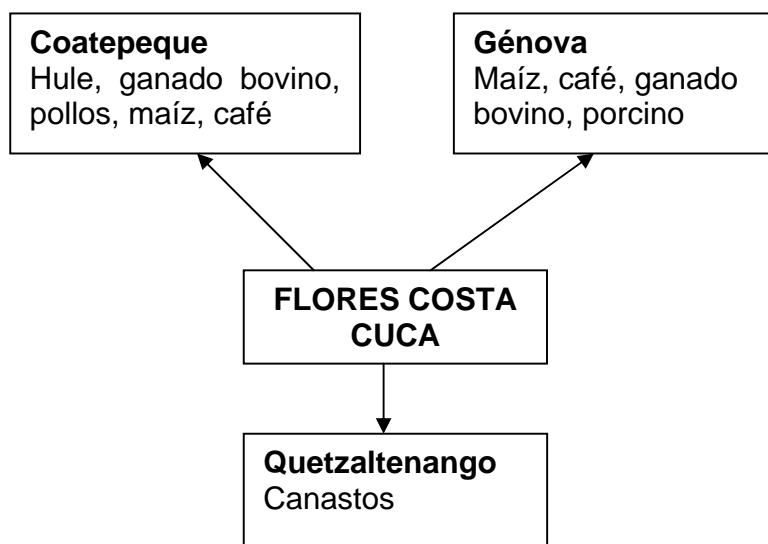 Coatepeque
Hule, ganado bovino,
pollos, maíz, café
Génova
Maíz, café, ganado
bovino, porcino
FLORES COSTA
CUCA
Quetzaltenango
Canastos